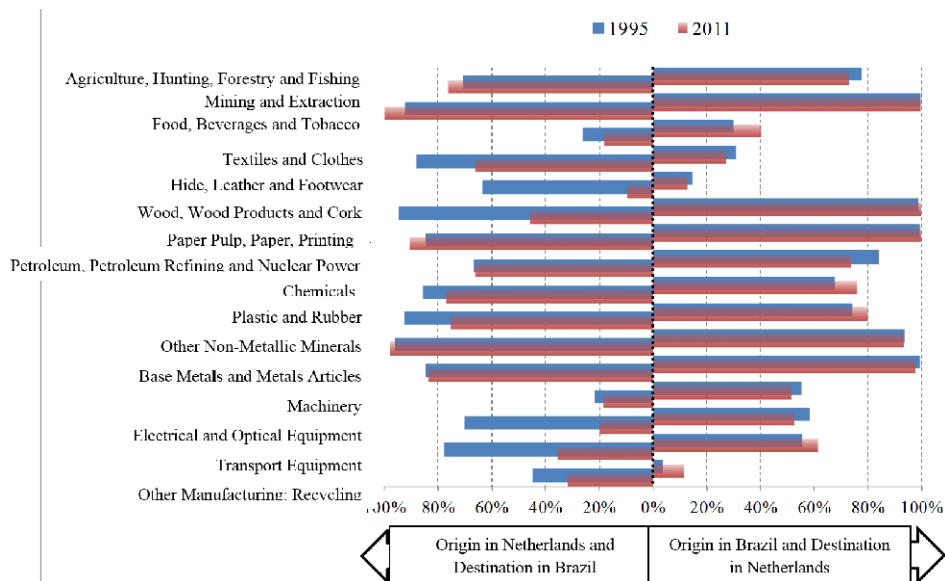 1995 2011
Agriculture, Hunting, Forestry and Fishing
Mining and Extraction
Food, Beverages and Tobacco
Textiles and Clothes
Hide, Leather and Footwear
Wood, Wood Products and Cork
Paper Pulp, Paper, Printing
Petroleum, Petroleum Refining and Nuclear Power
Chemicals
Plastic and Rubber
Other Non-Metallic Minerals
Base Metals and Metals Articles
Machinery
Electrical and Optical Equipment
Transport Equipment
Other Manufacturing; Recycling
100% 80% 60% 40% 20% 0% 20% 40% 60% 80% 100%
Origin in Netherlands and
Destination in Brazil
Origin in Brazil and Destination
in Netherlands